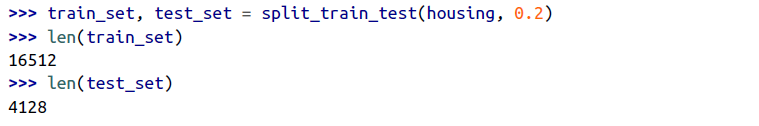 >>> train_set, test_set = split_train_test(housing, 0.2)
>>> len(train_set)
16512
>>> len(test_set)
4128